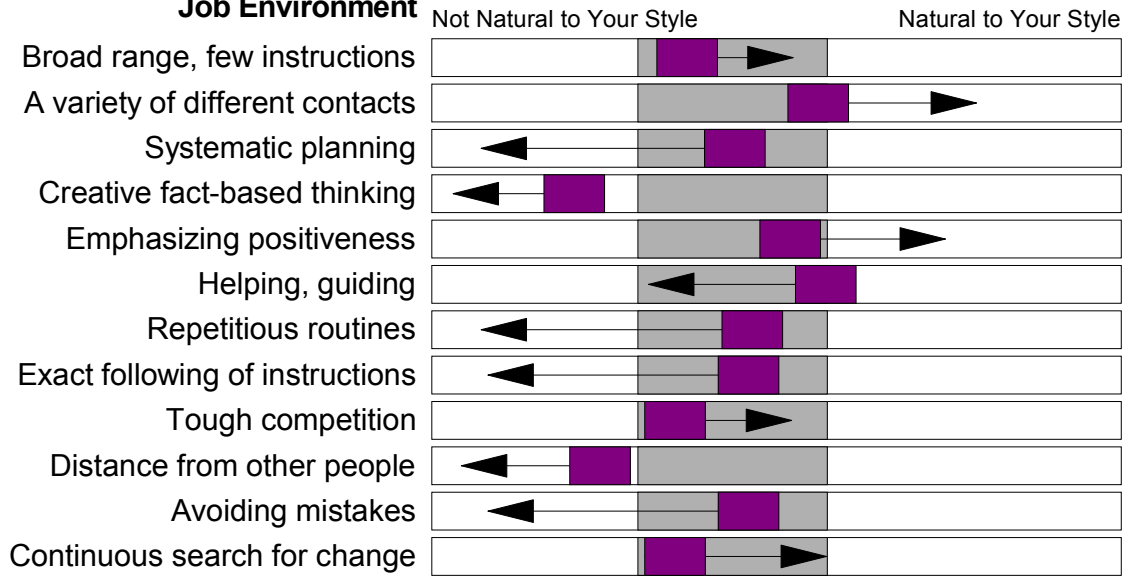 Job Environment Not Natural to Your Style Natural to Your Style
Broad range, few instructions
A variety of different contacts
Systematic planning
Creative fact-based thinking
Emphasizing positiveness
Helping, guiding
Repetitious routines
Exact following of instructions
Tough competition
Distance from other people
Avoiding mistakes
Continuous search for change